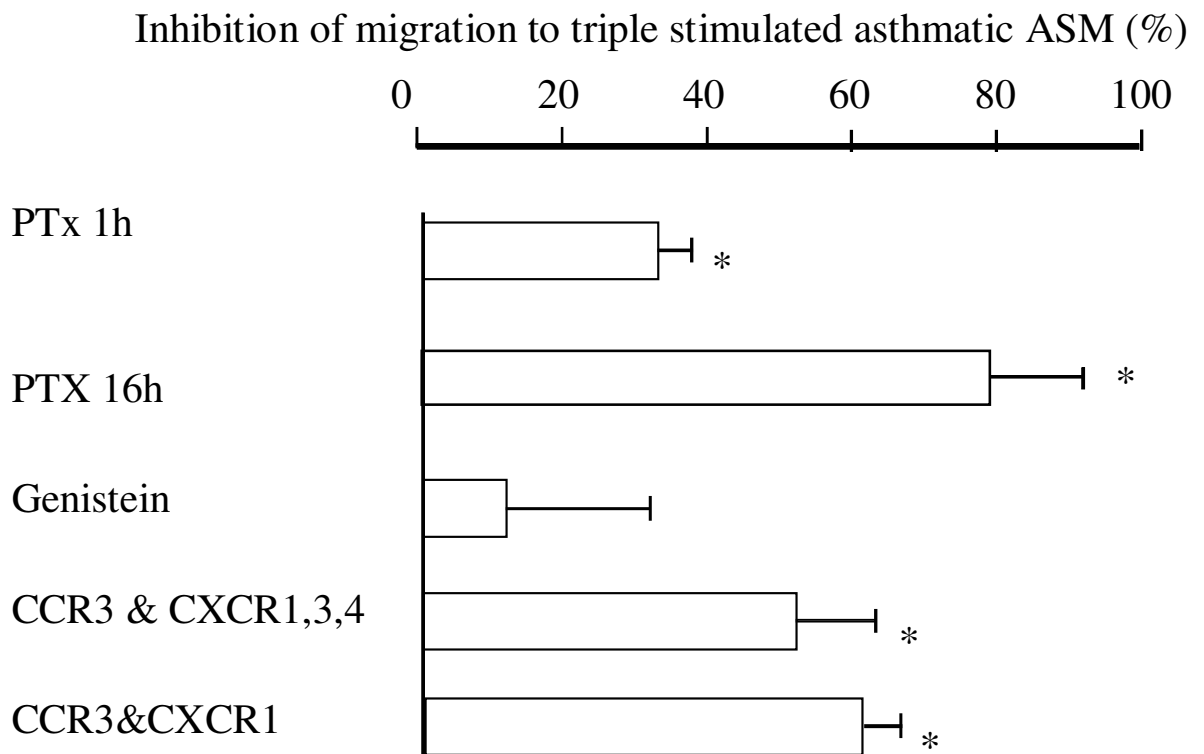 Inhibition of migration to triple stimulated asthmatic ASM (%)
0 20 40 60 80 100
PTx 1h
*
PTX 16h
*
Genistein
CCR3 & CXCR1,3,4
*
CCR3&CXCR1
*